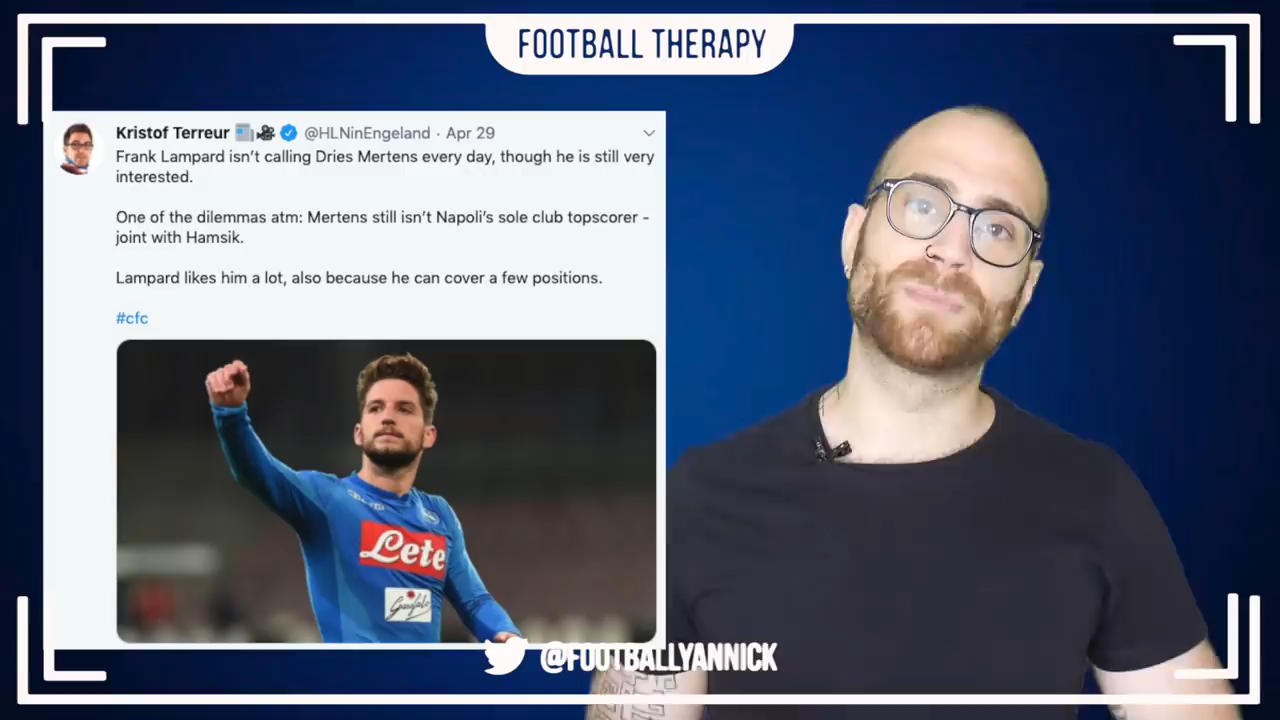 FOOTBALL THERAPY
Kristof Terreur @HLNinEngeland · Apr 29
Frank Lampard isn't calling Dries Mertens every day, though he is still very
interested.
One of the dilemmas atm: Mertens still isn't Napoli's sole club topscorer -
joint with Hamsik.
Lampard likes him a lot, also because he can cover a few positions.
#cfc
Lete
Garofalo
@FOOTBALLYANNICK